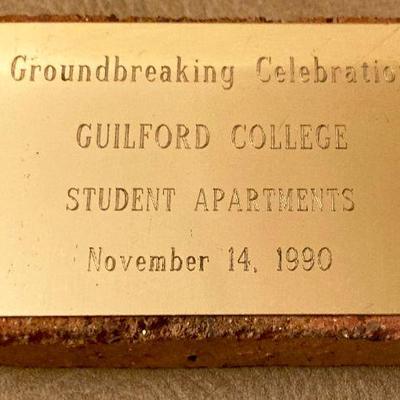 Groundbreaking Celebratio
GUILFORD COLLEGE
STUDENT APARTMENTS
November 14, 1990